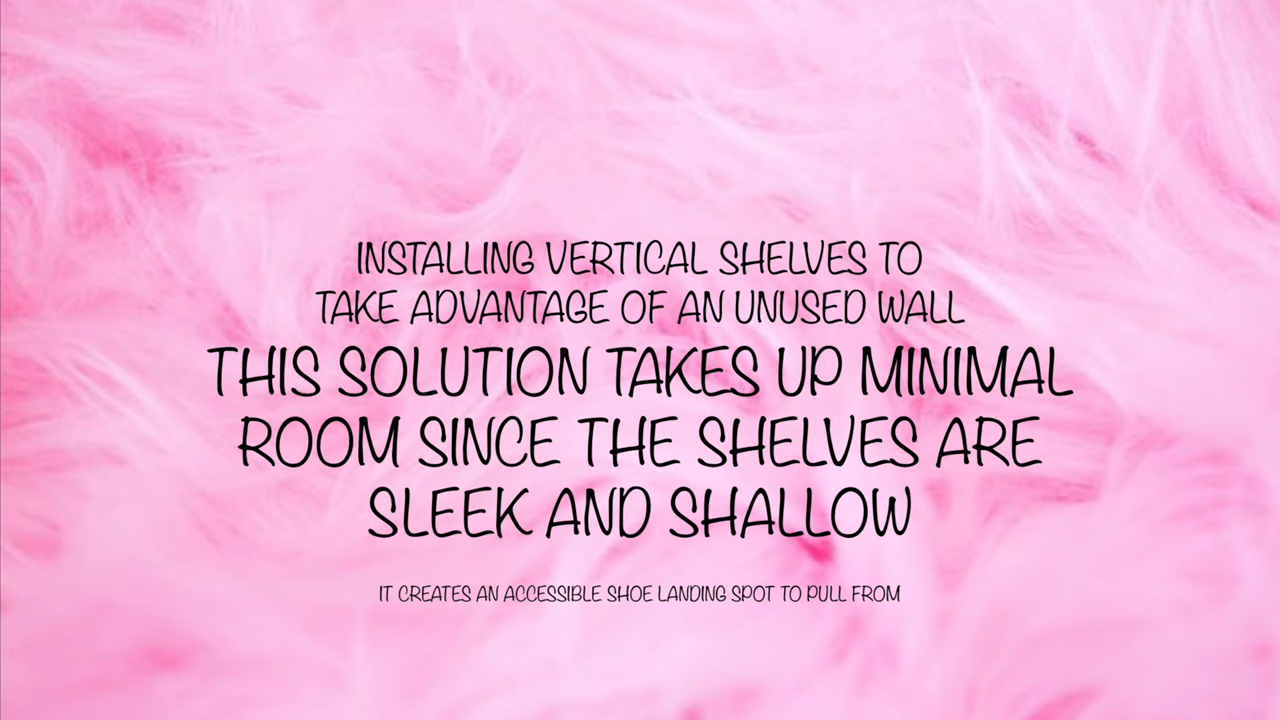 INSTALLING VERTICAL SHELVES TO
TAKE ADVANTAGE OF AN UNUSED WALL
THIS SOLUTION TAKES UP MINIMAL
ROOM SINCE THE SHELVES ARE
SLEEK AND SHALLOW
IT CREATES AN ACCESSIBLE SHOE LANDING SPOT TO PULL FROM